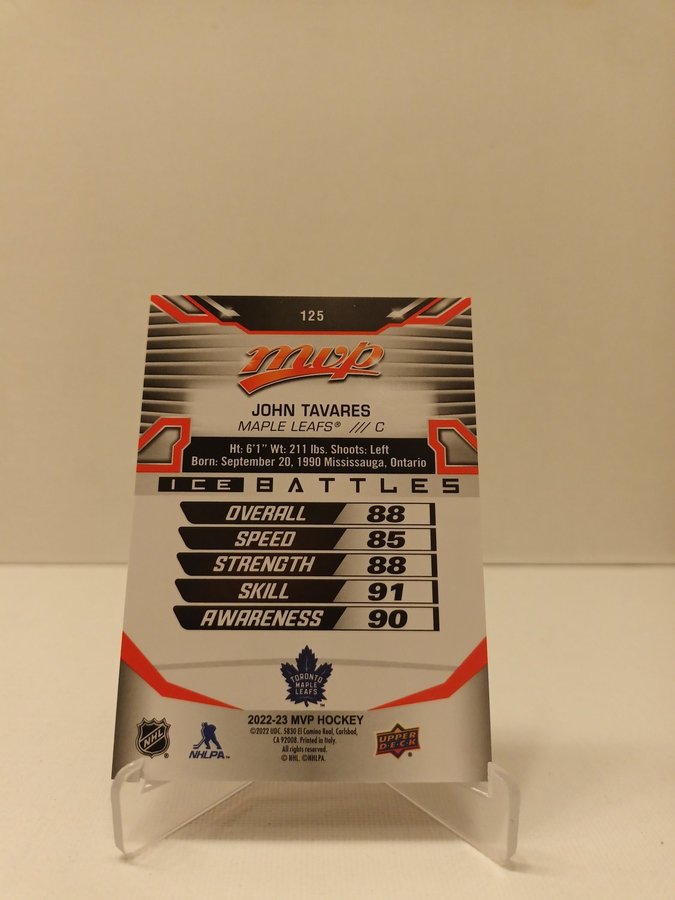 125
mvp
JOHN TAVARES
MAPLE LEAFS® /// C
Ht: 6'1" Wt: 211 lbs. Shoots: Left
Born: September 20, 1990 Mississauga, Ontario
ICE BATTLES
OVERALL 88
SPEED 85
STRENGTH 88
SKILL 91
AWARENESS 90
TORONTO
MAPLE
LEAFS
TM
2022-23 MVP HOCKEY
©2022 UDC. 5830 El Camino Real, Carlsbad,
CA 92008. Printed in Italy.
All rights reserved.
© NHL. ©NHLPA.
NHL ®
NHLPA™
UPPER
DECK ®